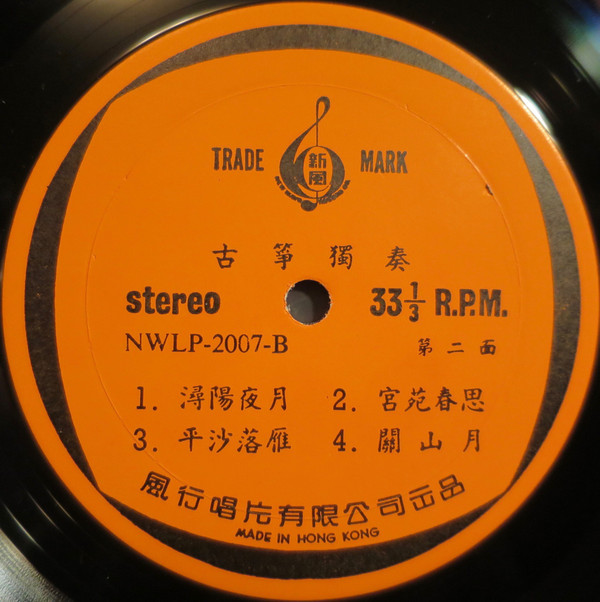 TRADE 新風 MARK
古箏獨奏
stereo 33 1/3 R.P.M.
NWLP-2007-B 第二面
1. 潯陽夜月 2. 宮苑春思
3. 平沙落雁 4. 關山月
風行唱片有限公司出品
MADE IN HONG KONG